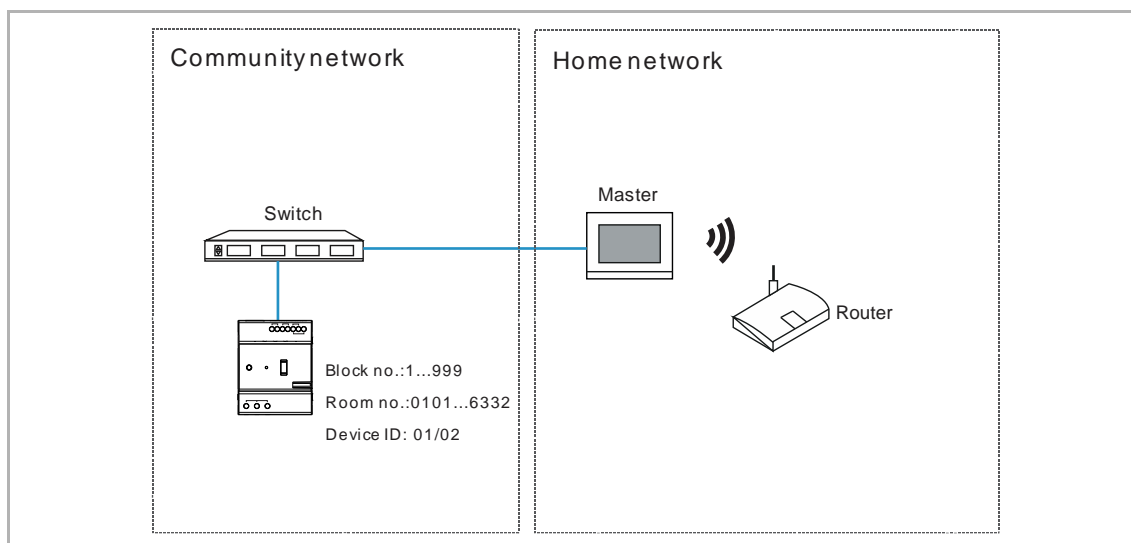 Community network
Home network
Master
Switch
Router
Block no.:1...999
Room no.:0101...6332
Device ID: 01/02